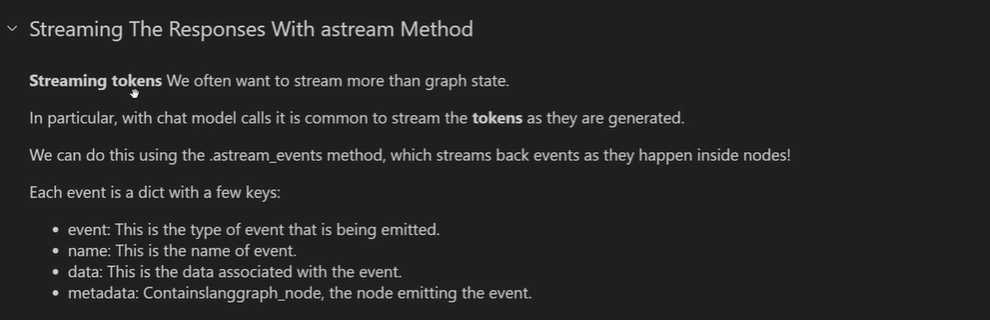 Streaming The Responses With astream Method
Streaming tokens We often want to stream more than graph state.
In particular, with chat model calls it is common to stream the tokens as they are generated.
We can do this using the .astream_events method, which streams back events as they happen inside nodes!
Each event is a dict with a few keys:
• event: This is the type of event that is being emitted.
• name: This is the name of event.
• data: This is the data associated with the event.
• metadata: Containslanggraph_node, the node emitting the event.